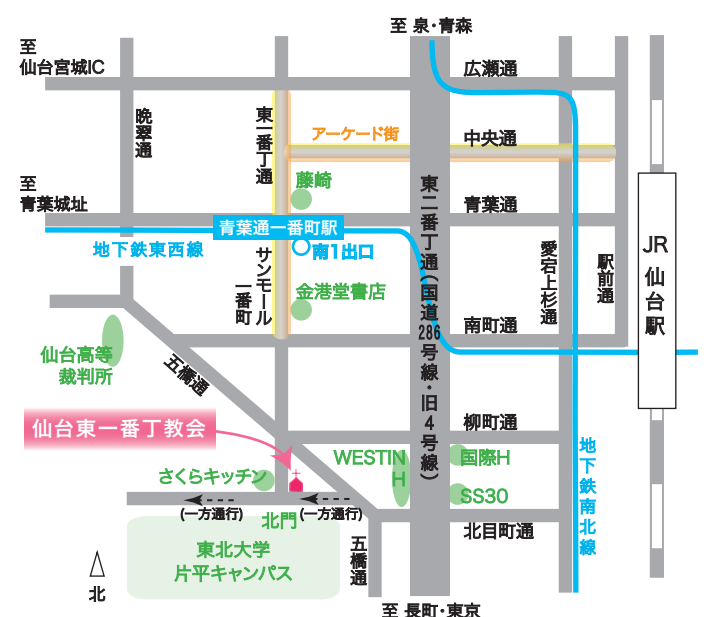 至 泉・青森
至
仙台宮城IC
広瀬通
晩翠通
東一番丁通
アーケード街
中央通
藤崎
至
青葉城址
東二番丁通(国道286号線・旧4号線)
青葉通
青葉通一番町駅
地下鉄東西線
サンモール
一番町
南1出口
愛宕上杉通
駅前通
JR
仙台駅
金港堂書店
南町通
仙台高等
裁判所
五橋通
仙台東一番丁教会
柳町通
WESTIN
H
国際H
地下鉄南北線
さくらキッチン
SS30
(一方通行)
北門
(一方通行)
北目町通
東北大学
片平キャンパス
五橋通
北
至 長町・東京